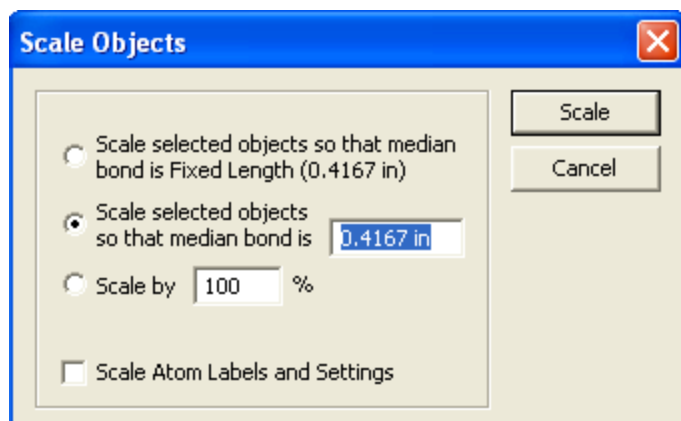 Scale Objects
Scale
Cancel
Scale selected objects so that median
bond is Fixed Length (0.4167 in)
Scale selected objects
so that median bond is 0.4167 in
Scale by 100 %
Scale Atom Labels and Settings